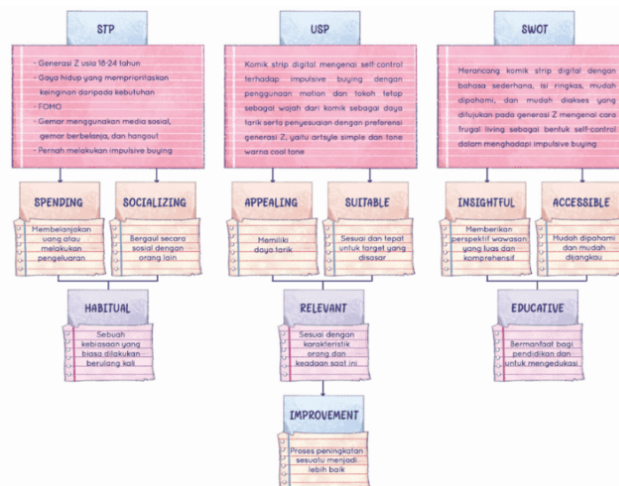 STP
- Generasi Z usia 18-24 tahun
- Gaya hidup yang memprioritaskan
keinginan daripada kebutuhan
- FOMO
- Gemar menggunakan media sosial,
gemar berbelanja, dan hangout
- Pernah melakukan impulsive buying
USP
Komik strip digital mengenai self-control
terhadap impulsive buying dengan
penggunaan motion dan tokoh tetap
sebagai wajah dari komik sebagai daya
tarik serta penyesuaian dengan preferensi
generasi Z, yaitu artsyle simple dan tone
warna cool tone
SWOT
Merancang komik strip digital dengan
bahasa sederhana, isi ringkas, mudah
dipahami, dan mudah diakses yang
ditujukan pada generasi Z mengenai cara
frugal living sebagai bentuk self-control
dalam menghadapi impulsive buying
SPENDING
Membelanjakan
uang atau
melakukan
pengeluaran
SOCIALIZING
Bergaul secara
sosial dengan
orang lain
APPEALING
Memiliki
daya tarik
SUITABLE
Sesuai dan tepat
untuk target yang
disasar
INSIGHTFUL
Memberikan
perspektif wawasan
yang luas dan
komprehensif
ACCESSIBLE
Mudah dipahami
dan mudah
dijangkau
HABITUAL
Sebuah
kebiasaan yang
biasa dilakukan
berulang kali
RELEVANT
Sesuai dengan
karakteristik
orang dan
keadaan saat ini
EDUCATIVE
Bermanfaat bagi
pendidikan dan
untuk mengedukasi
IMPROVEMENT
Proses peningkatan
sesuatu menjadi
lebih baik